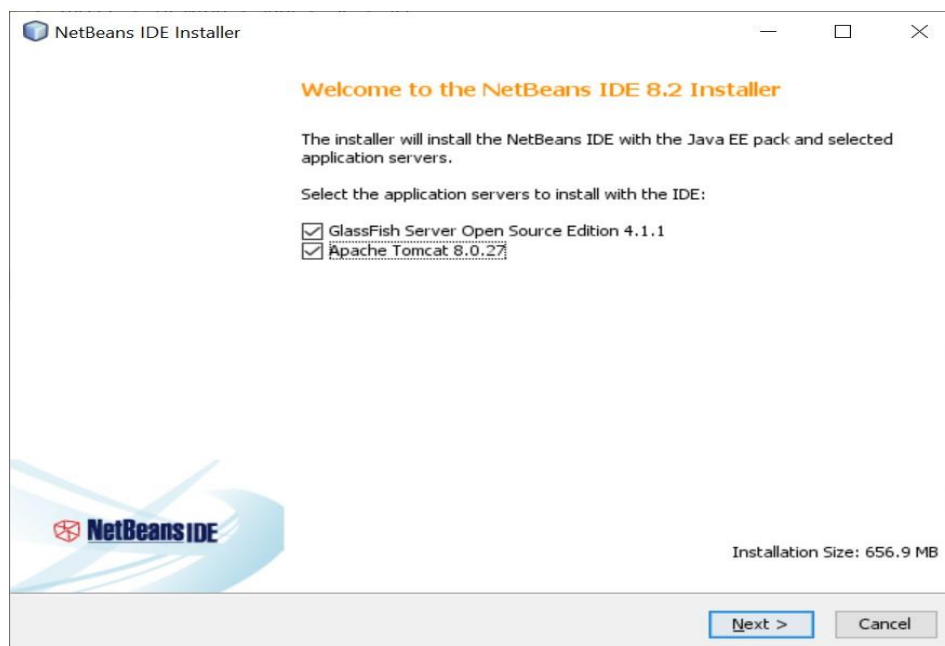 NetBeans IDE Installer
Welcome to the NetBeans IDE 8.2 Installer
The installer will install the NetBeans IDE with the Java EE pack and selected
application servers.
Select the application servers to install with the IDE:
GlassFish Server Open Source Edition 4.1.1
Apache Tomcat 8.0.27
NetBeans IDE
Installation Size: 656.9 MB
Next >
Cancel